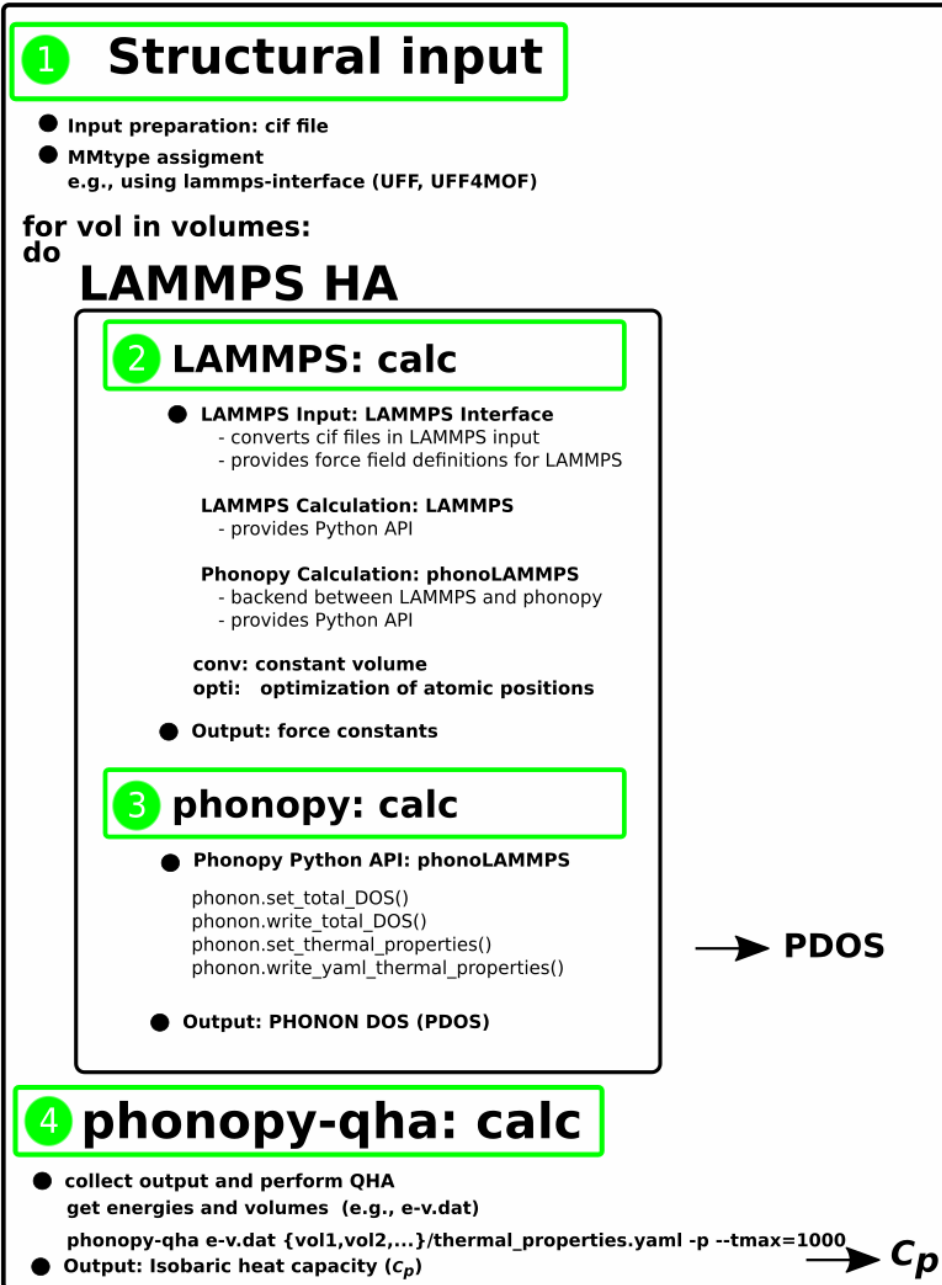 1 Structural input
Input preparation: cif file
MMtype assigment
e.g., using lammps-interface (UFF, UFF4MOF)
for vol in volumes:
do
LAMMPS HA
2 LAMMPS: calc
LAMMPS Input: LAMMPS Interface
- converts cif files in LAMMPS input
- provides force field definitions for LAMMPS
LAMMPS Calculation: LAMMPS
- provides Python API
Phonopy Calculation: phonoLAMMPS
- backend between LAMMPS and phonopy
- provides Python API
conv: constant volume
opti: optimization of atomic positions
Output: force constants
3 phonopy: calc
Phonopy Python API: phonoLAMMPS
phonon.set_total_DOS()
phonon.write_total_DOS()
phonon.set_thermal_properties()
phonon.write_yaml_thermal_properties()
PDOS
Output: PHONON DOS (PDOS)
4 phonopy-qha: calc
collect output and perform QHA
get energies and volumes (e.g., e-v.dat)
phonopy-qha e-v.dat {vol1,vol2,...}/thermal_properties.yaml -p --tmax=1000
Output: Isobaric heat capacity (Cp)
Cp